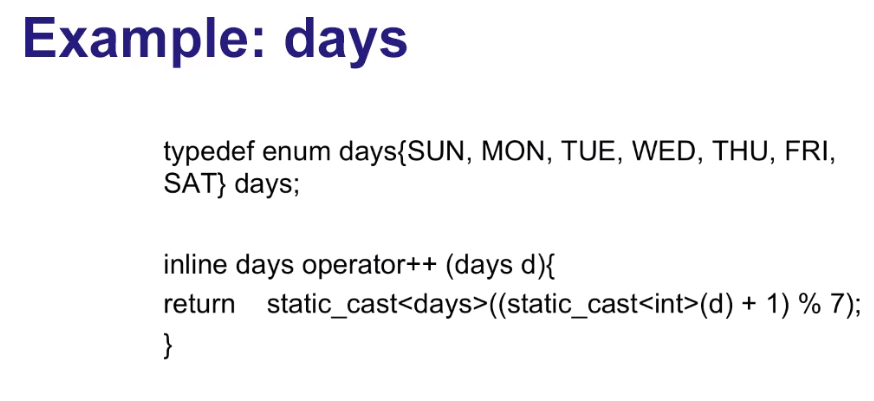 Example: days
typedef enum days{SUN, MON, TUE, WED, THU, FRI,
SAT} days;
inline days operator++ (days d){
return static_cast<days>((static_cast<int>(d) + 1) % 7);
}